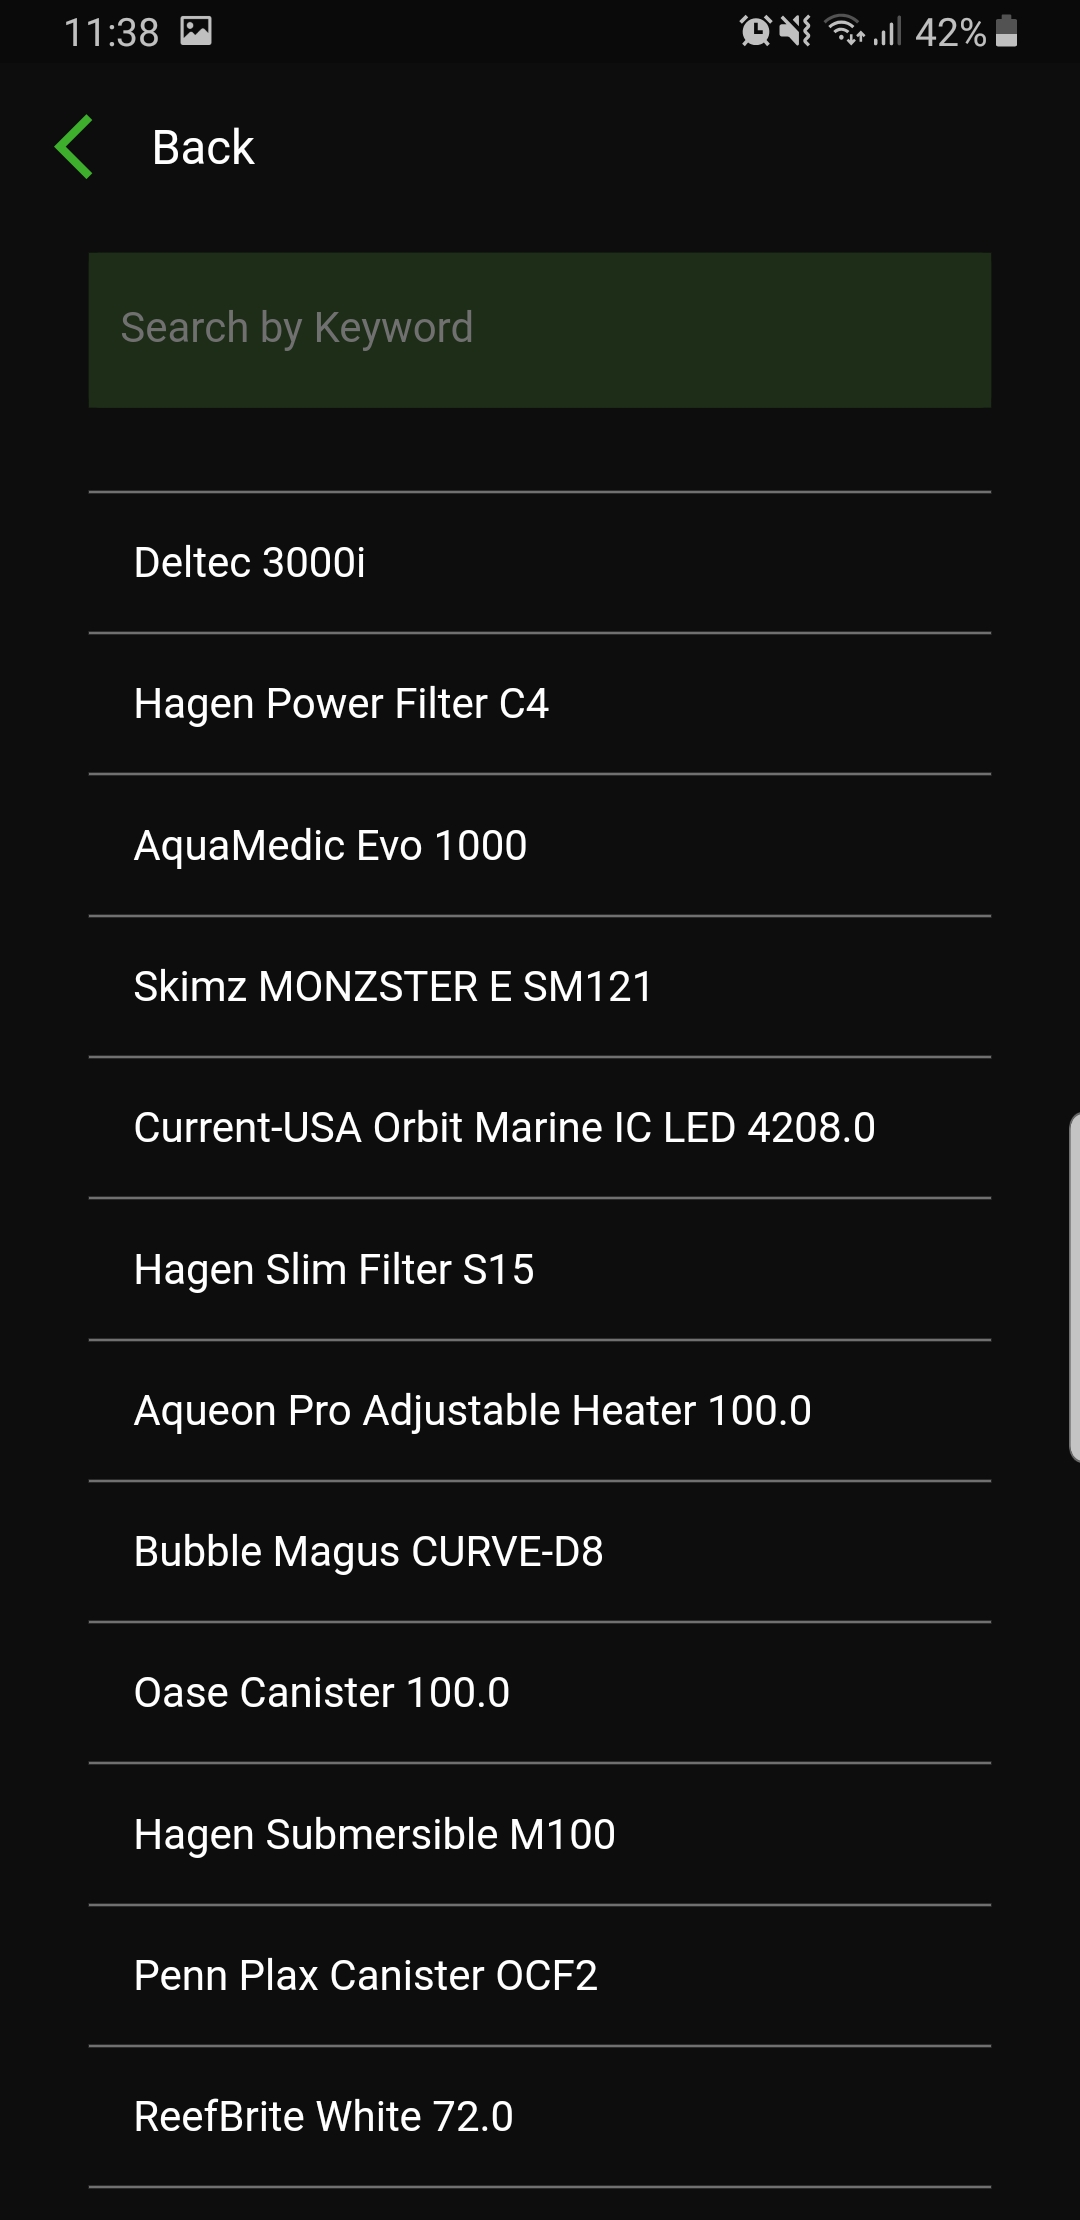 11:38
42%
Back
Search by Keyword
Deltec 3000i
Hagen Power Filter C4
AquaMedic Evo 1000
Skimz MONZSTER E SM121
Current-USA Orbit Marine IC LED 4208.0
Hagen Slim Filter S15
Aqueon Pro Adjustable Heater 100.0
Bubble Magus CURVE-D8
Oase Canister 100.0
Hagen Submersible M100
Penn Plax Canister OCF2
ReefBrite White 72.0